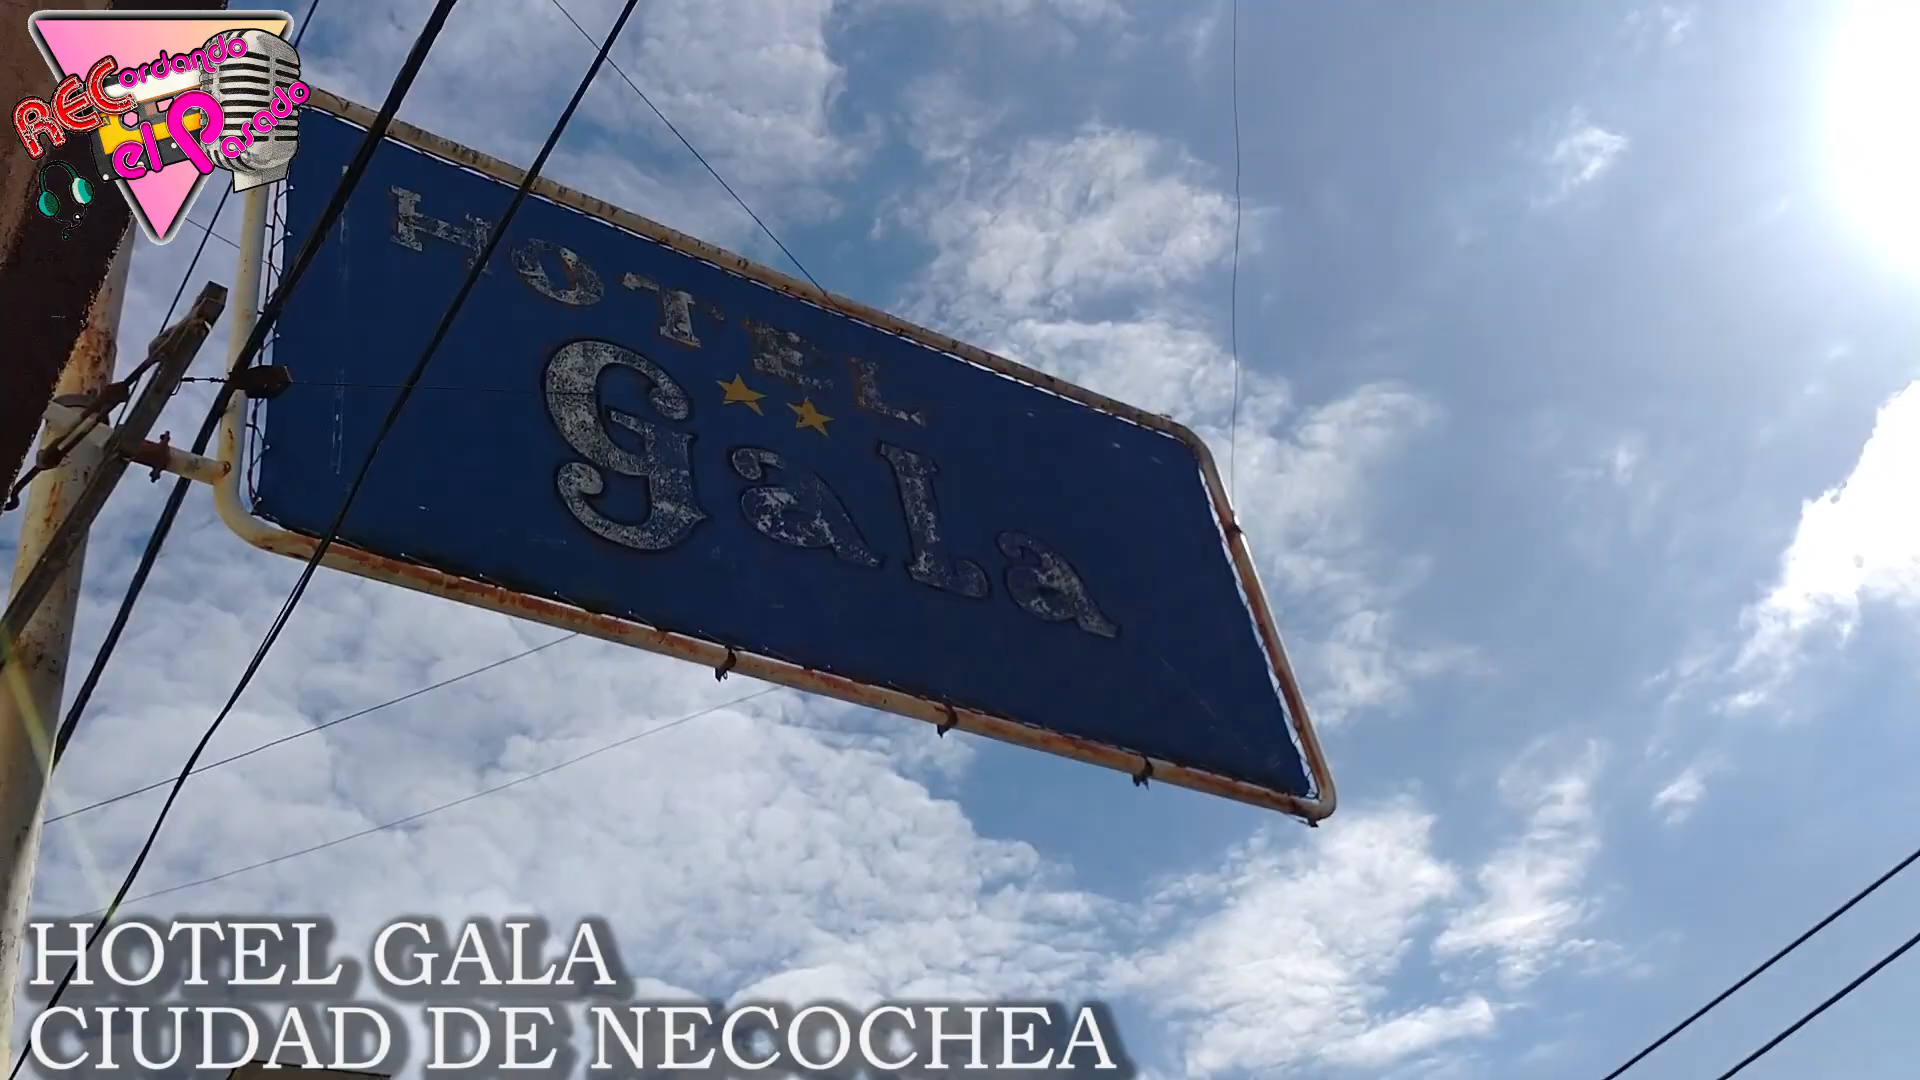 RECordando
el Pasado
HOTEL
gaLa
HOTEL GALA
CIUDAD DE NECOCHEA